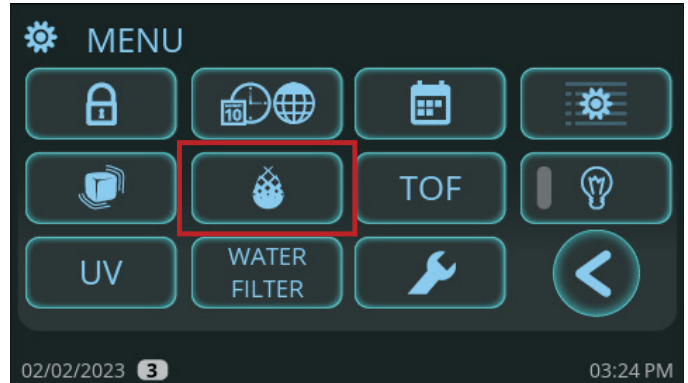 MENU
10
TOF
UV
WATER
FILTER
02/02/2023 3
03:24 PM